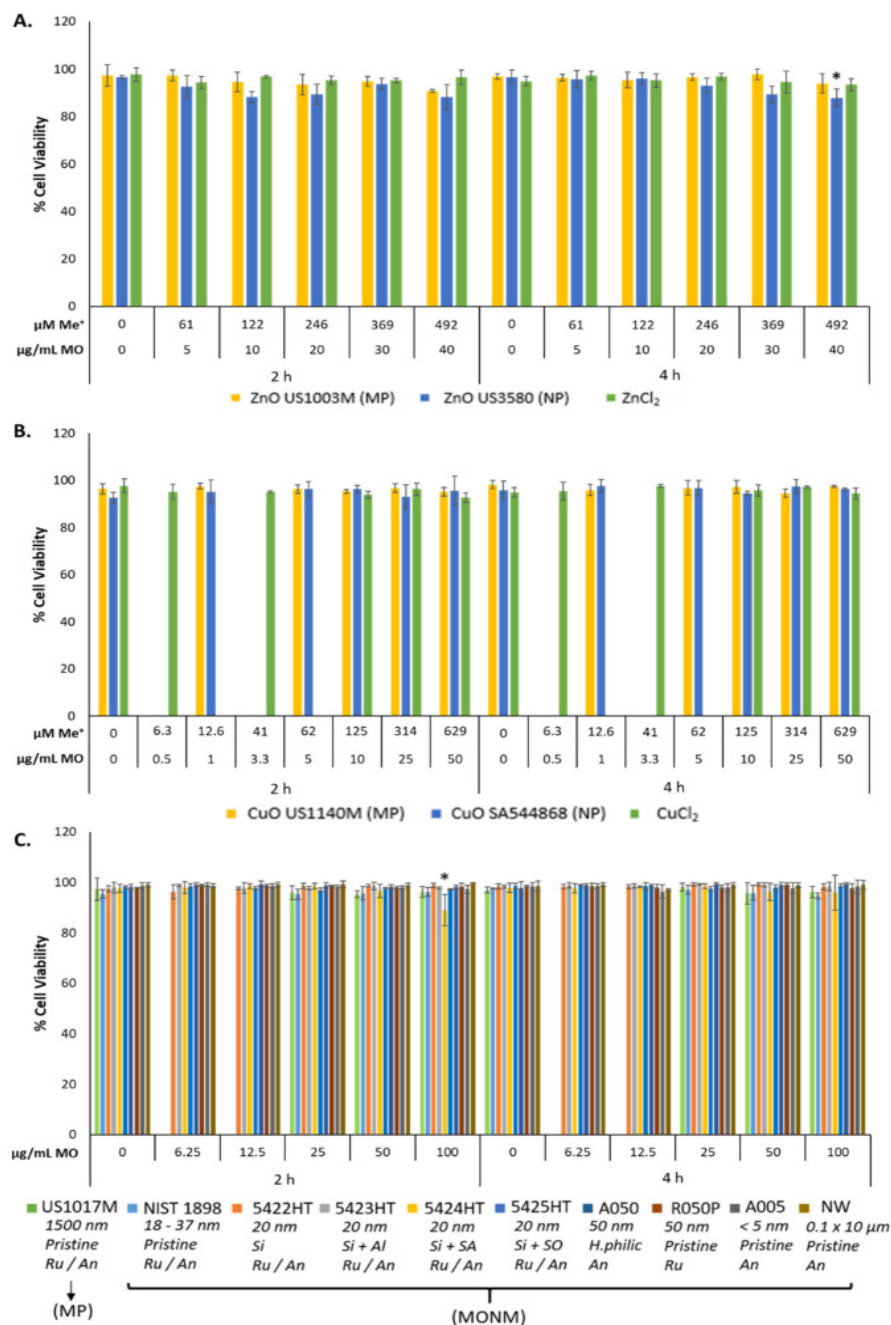 A.
120
100
80
60
40
20
0
% Cell Viability
*
µM Me⁺ 0 61 122 246 369 492 0 61 122 246 369 492
µg/mL MO 0 5 10 20 30 40 0 5 10 20 30 40
2 h 4 h
ZnO US1003M (MP) ZnO US3580 (NP) ZnCl₂
B.
120
100
80
60
40
20
0
% Cell Viability
µM Me⁺ 0 6.3 12.6 41 62 125 314 629 0 6.3 12.6 41 62 125 314 629
µg/mL MO 0 0.5 1 3.3 5 10 25 50 0 0.5 1 3.3 5 10 25 50
2 h 4 h
CuO US1140M (MP) CuO SA544868 (NP) CuCl₂
C.
120
100
80
60
40
20
0
% Cell Viability
*
µg/mL MO 0 6.25 12.5 25 50 100 0 6.25 12.5 25 50 100
2 h 4 h
US1017M NIST 1898 5422HT 5423HT 5424HT 5425HT A050 R050P A005 NW
1500 nm 18 - 37 nm 20 nm 20 nm 20 nm 20 nm 50 nm 50 nm < 5 nm 0.1 x 10 µm
Pristine Pristine Si Si + Al Si + SA Si + SO H.philic Pristine Pristine Pristine
Ru / An Ru / An Ru / An Ru / An Ru / An Ru / An An Ru An An
(MP) (MONM)